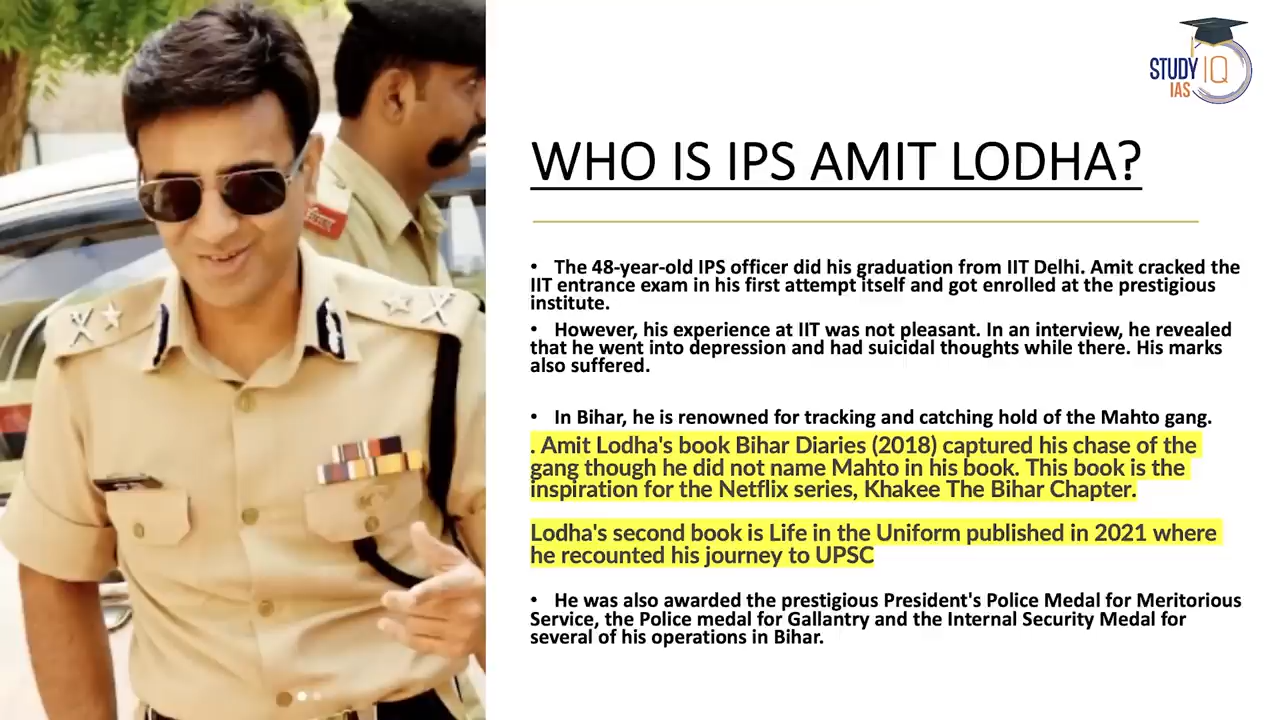 STUDY IQ
IAS
WHO IS IPS AMIT LODHA?
• The 48-year-old IPS officer did his graduation from IIT Delhi. Amit cracked the
IIT entrance exam in his first attempt itself and got enrolled at the prestigious
institute.
• However, his experience at IIT was not pleasant. In an interview, he revealed
that he went into depression and had suicidal thoughts while there. His marks
also suffered.
• In Bihar, he is renowned for tracking and catching hold of the Mahto gang.
. Amit Lodha's book Bihar Diaries (2018) captured his chase of the
gang though he did not name Mahto in his book. This book is the
inspiration for the Netflix series, Khakee The Bihar Chapter.
Lodha's second book is Life in the Uniform published in 2021 where
he recounted his journey to UPSC
• He was also awarded the prestigious President's Police Medal for Meritorious
Service, the Police medal for Gallantry and the Internal Security Medal for
several of his operations in Bihar.